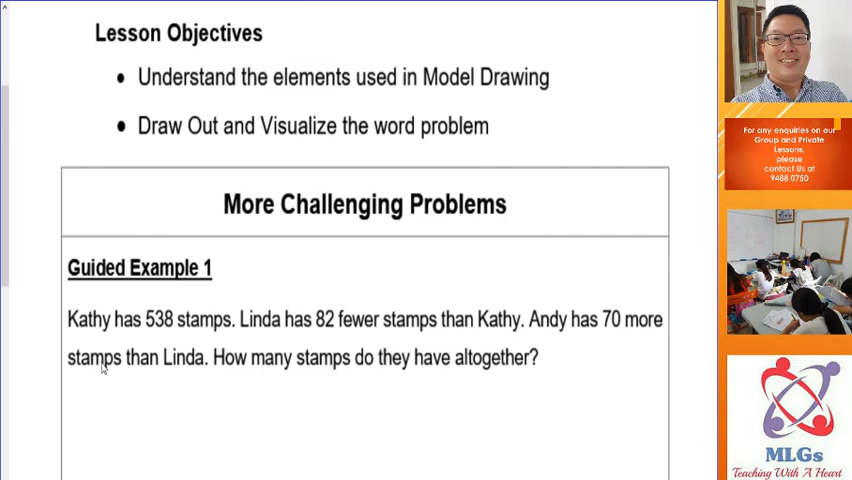 Lesson Objectives
• Understand the elements used in Model Drawing
• Draw Out and Visualize the word problem
More Challenging Problems
Guided Example 1
Kathy has 538 stamps. Linda has 82 fewer stamps than Kathy. Andy has 70 more
stamps than Linda. How many stamps do they have altogether?
For any enquiries on our
Group and Private
Lessons,
please
contact Us at
9488 0750
MLGs
Teaching With A Heart